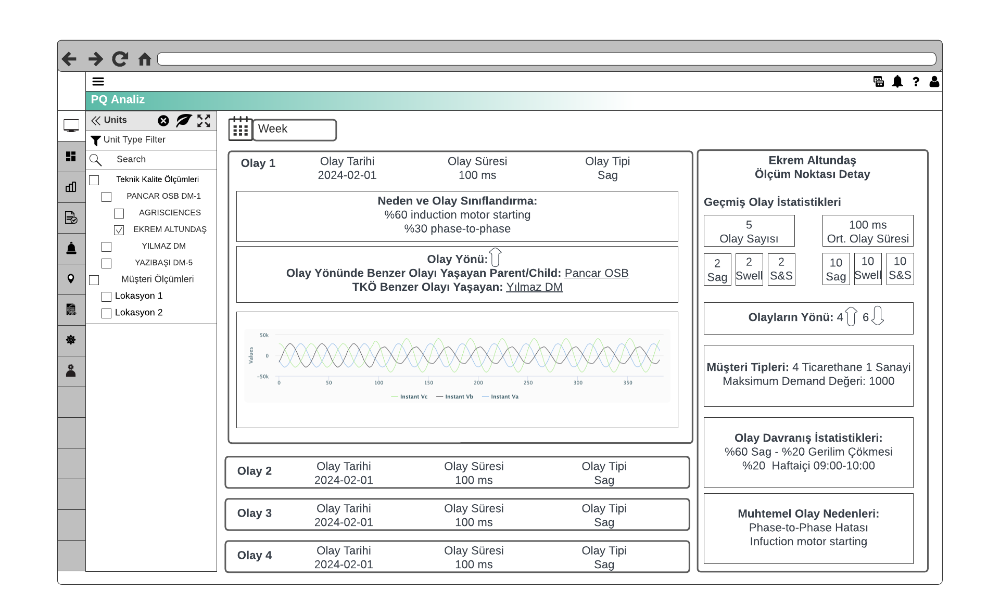 PQ Analiz
Units
Unit Type Filter
Search
Teknik Kalite Ölçümleri
PANCAR OSB DM-1
AGRISCIENCES
EKREM ALTUNDAŞ
YILMAZ DM
YAZIBAŞI DM-5
Müşteri Ölçümleri
Lokasyon 1
Lokasyon 2
Week
Olay 1
Olay Tarihi
2024-02-01
Olay Süresi
100 ms
Olay Tipi
Sag
Neden ve Olay Sınıflandırma:
%60 induction motor starting
%30 phase-to-phase
Olay Yönü:
Olay Yönünde Benzer Olayı Yaşayan Parent/Child: Pancar OSB
TKÖ Benzer Olayı Yaşayan: Yılmaz DM
Values
50k
0
−50k
0 50 100 150 200 250 300 350
Instant Vc Instant Vb Instant Va
Olay 2
Olay Tarihi
2024-02-01
Olay Süresi
100 ms
Olay Tipi
Sag
Olay 3
Olay Tarihi
2024-02-01
Olay Süresi
100 ms
Olay Tipi
Sag
Olay 4
Olay Tarihi
2024-02-01
Olay Süresi
100 ms
Olay Tipi
Sag
Ekrem Altundaş
Ölçüm Noktası Detay
Geçmiş Olay İstatistikleri
5
Olay Sayısı
100 ms
Ort. Olay Süresi
2
Sag
2
Swell
2
S&S
10
Sag
10
Swell
10
S&S
Olayların Yönü: 4 6
Müşteri Tipleri: 4 Ticarethane 1 Sanayi
Maksimum Demand Değeri: 1000
Olay Davranış İstatistikleri:
%60 Sag - %20 Gerilim Çökmesi
%20 Haftaiçi 09:00-10:00
Muhtemel Olay Nedenleri:
Phase-to-Phase Hatası
Infuction motor starting